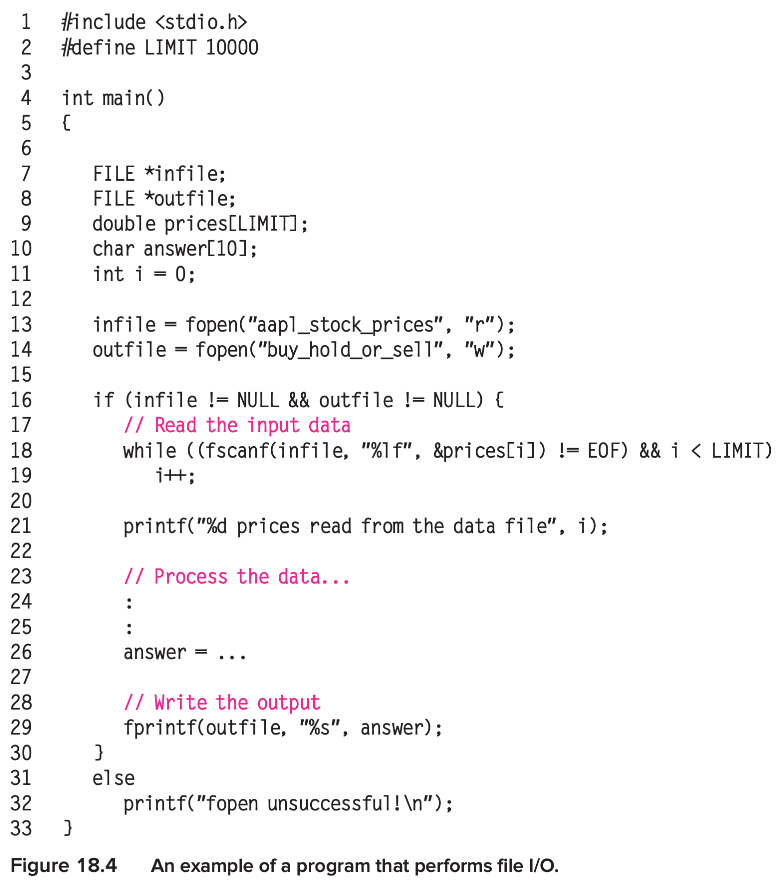 1 #include <stdio.h>
2 #define LIMIT 10000
3
4 int main()
5 {
6
7 FILE *infile;
8 FILE *outfile;
9 double prices[LIMIT];
10 char answer[10];
11 int i = 0;
12
13 infile = fopen("aapl_stock_prices", "r");
14 outfile = fopen("buy_hold_or_sell", "w");
15
16 if (infile != NULL && outfile != NULL) {
17 // Read the input data
18 while ((fscanf(infile, "%lf", &prices[i]) != EOF) && i < LIMIT)
19 i++;
20
21 printf("%d prices read from the data file", i);
22
23 // Process the data...
24 :
25 :
26 answer = ...
27
28 // Write the output
29 fprintf(outfile, "%s", answer);
30 }
31 else
32 printf("fopen unsuccessful!\n");
33 }
Figure 18.4 An example of a program that performs file I/O.